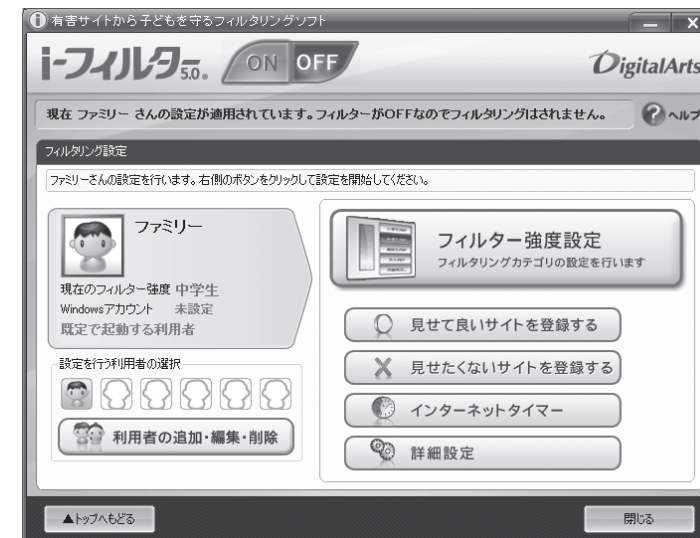 有害サイトから子どもを守るフィルタリングソフト
i-フィルター 5.0. ON OFF
DigitalArts
現在 ファミリー さんの設定が適用されています。フィルターがOFFなのでフィルタリングはされません。
? ヘルプ
フィルタリング設定
ファミリーさんの設定を行います。右側のボタンをクリックして設定を開始してください。
ファミリー
現在のフィルター強度 中学生
Windowsアカウント 未設定
既定で起動する利用者
設定を行う利用者の選択
利用者の追加・編集・削除
フィルター強度設定
フィルタリングカテゴリの設定を行います
見せて良いサイトを登録する
見せたくないサイトを登録する
インターネットタイマー
詳細設定
▲トップへもどる
閉じる